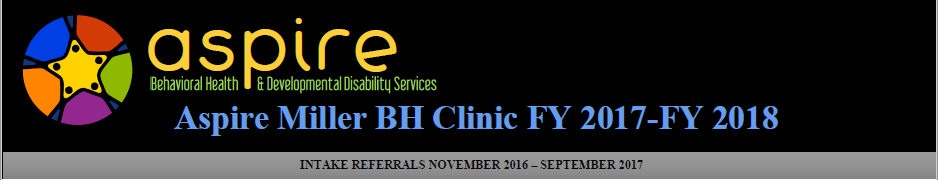 aspire
Behavioral Health & Developmental Disability Services
Aspire Miller BH Clinic FY 2017-FY 2018
INTAKE REFERRALS NOVEMBER 2016 – SEPTEMBER 2017